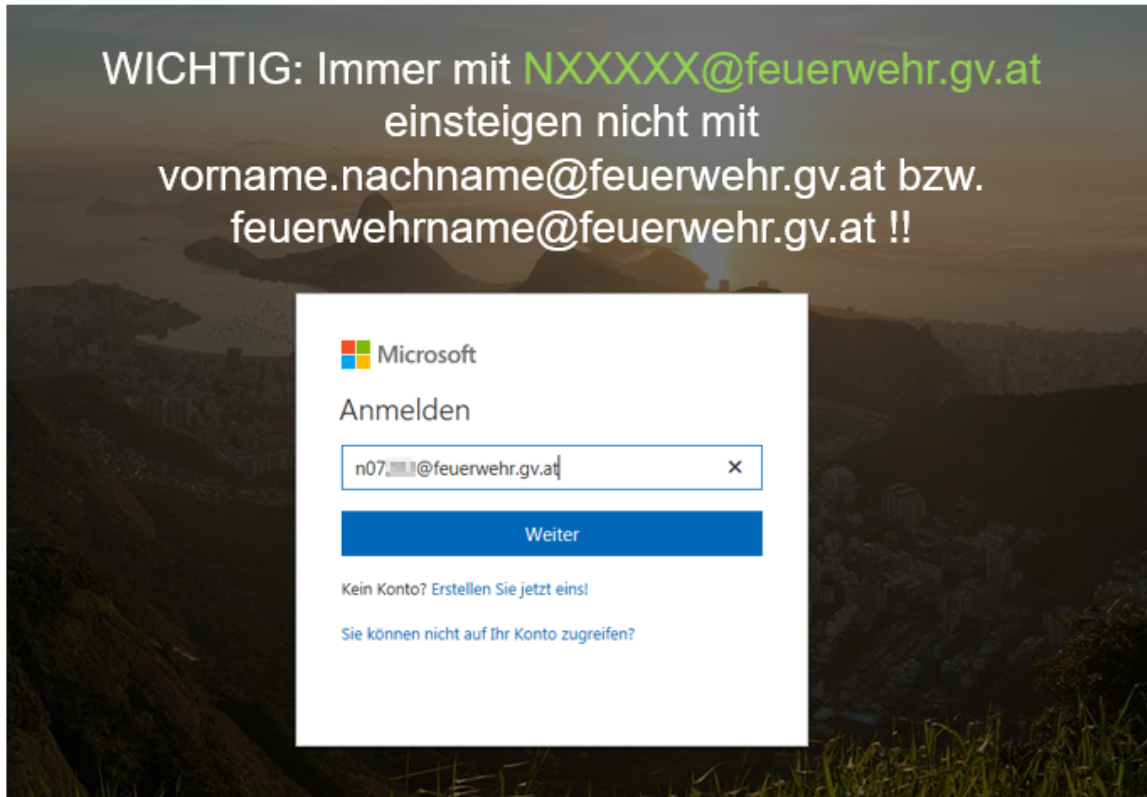 WICHTIG: Immer mit NXXXXX@feuerwehr.gv.at
einsteigen nicht mit
vorname.nachname@feuerwehr.gv.at bzw.
feuerwehrname@feuerwehr.gv.at !!
Microsoft
Anmelden
n07 @feuerwehr.gv.at
Weiter
Kein Konto? Erstellen Sie jetzt eins!
Sie können nicht auf Ihr Konto zugreifen?